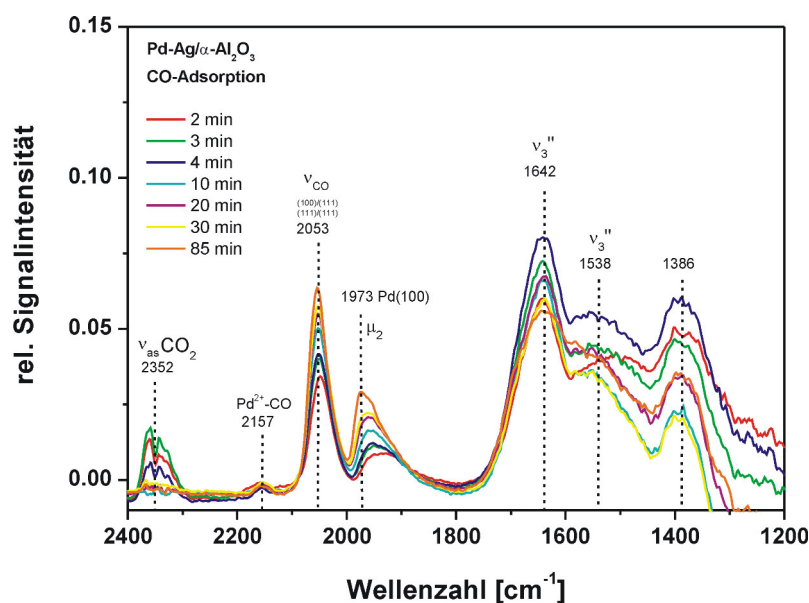 0.15
0.10
0.05
0.00
rel. Signalintensität
Pd-Ag/α-Al₂O₃
CO-Adsorption
2 min
3 min
4 min
10 min
20 min
30 min
85 min
νasCO₂
2352
Pd²⁺-CO
2157
νCO
(100)/(111)
(111)/(111)
2053
1973 Pd(100)
μ₂
ν₃"
1642
ν₃"
1538
1386
2400 2200 2000 1800 1600 1400 1200
Wellenzahl [cm⁻¹]